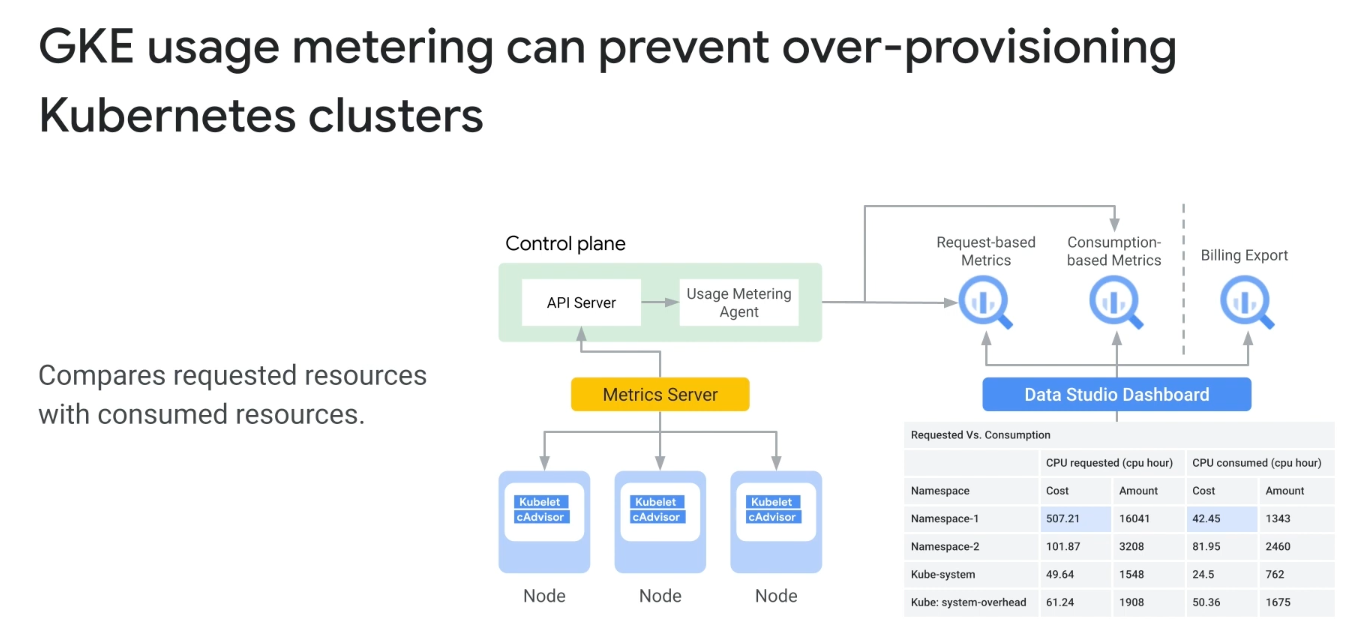 GKE usage metering can prevent over-provisioning
Kubernetes clusters
Compares requested resources
with consumed resources.
Control plane
API Server
Usage Metering
Agent
Metrics Server
Kubelet
cAdvisor
Kubelet
cAdvisor
Kubelet
cAdvisor
Node
Node
Node
Request-based
Metrics
Consumption-
based Metrics
Billing Export
Data Studio Dashboard
Requested Vs. Consumption
CPU requested (cpu hour) CPU consumed (cpu hour)
Namespace Cost Amount Cost Amount
Namespace-1 507.21 16041 42.45 1343
Namespace-2 101.87 3208 81.95 2460
Kube-system 49.64 1548 24.5 762
Kube: system-overhead 61.24 1908 50.36 1675